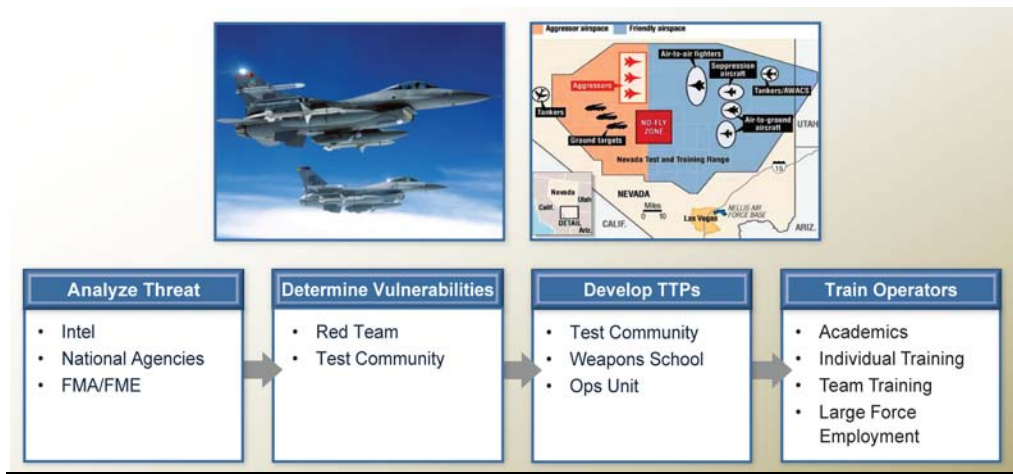 Aggressor airspace
Friendly airspace
Air-to-air fighters
Suppression
aircraft
Aggressors
Tankers/AWACS
Tankers
Air-to-ground
aircraft
UTAH
NO-FLY
ZONE
Ground targets
Nevada Test and Training Range
15
NEVADA
Nevada
Utah
Calif.
DETAIL
Ariz.
Miles
0 10
Las Vegas
NELLIS AIR
FORCE BASE
CALIF.
ARIZ.
Analyze Threat
• Intel
• National Agencies
• FMA/FME
Determine Vulnerabilities
• Red Team
• Test Community
Develop TTPs
• Test Community
• Weapons School
• Ops Unit
Train Operators
• Academics
• Individual Training
• Team Training
• Large Force
Employment